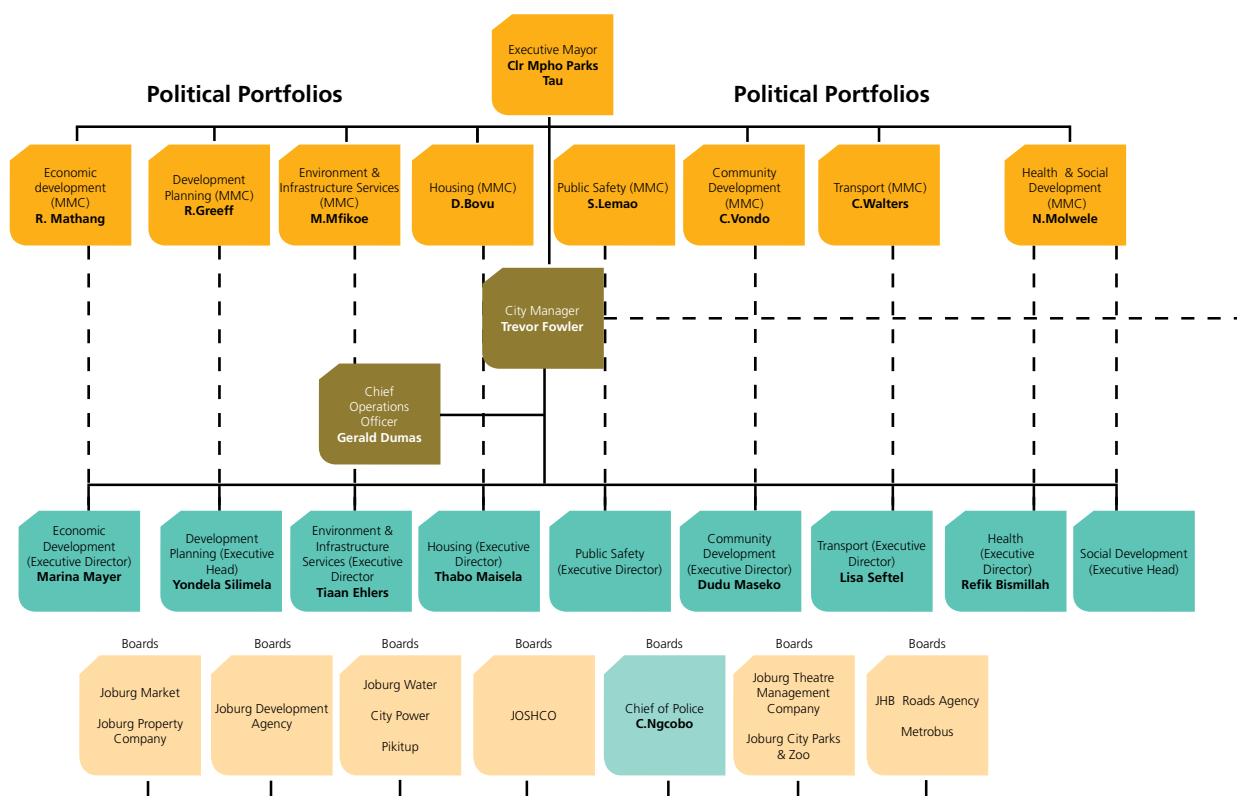 Executive Mayor
Clr Mpho Parks
Tau
Political Portfolios
Political Portfolios
Economic
development
(MMC)
R. Mathang
Development
Planning (MMC)
R.Greeff
Environment &
Infrastructure Services
(MMC)
M.Mfikoe
Housing (MMC)
D.Bovu
Public Safety (MMC)
S.Lemao
Community
Development
(MMC)
C.Vondo
Transport (MMC)
C.Walters
Health & Social
Development
(MMC)
N.Molwele
City Manager
Trevor Fowler
Chief
Operations
Officer
Gerald Dumas
Economic
Development
(Executive Director)
Marina Mayer
Development
Planning (Executive
Head)
Yondela Silimela
Environment &
Infrastructure
Services (Executive
Director
Tiaan Ehlers
Housing (Executive
Director)
Thabo Maisela
Public Safety
(Executive Director)
Community
Development
(Executive Director)
Dudu Maseko
Transport (Executive
Director)
Lisa Seftel
Health
(Executive
Director)
Refik Bismillah
Social Development
(Executive Head)
Boards
Joburg Market
Joburg Property
Company
Boards
Joburg Development
Agency
Boards
Joburg Water
City Power
Pikitup
Boards
JOSHCO
Boards
Chief of Police
C.Ngcobo
Boards
Joburg Theatre
Management
Company
Joburg City Parks
& Zoo
Boards
JHB Roads Agency
Metrobus